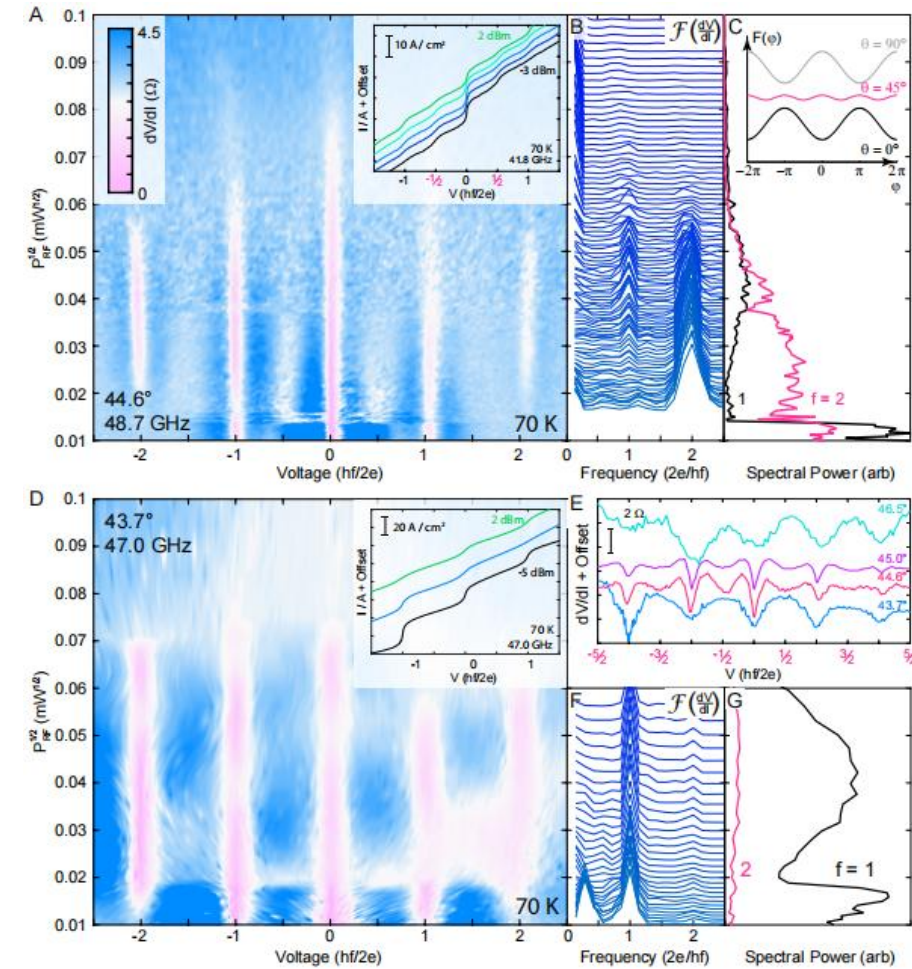 A
4.5
dV/dI (Ω)
0
10 A / cm²
2 dBm
-3 dBm
I / A + Offset
70 K
41.8 GHz
-1 -½ 0 ½ 1
V (hf/2e)
0.1
0.09
0.08
0.07
0.06
0.05
0.04
0.03
0.02
0.01
P_RF^1/2 (mW^1/2)
44.6°
48.7 GHz
70 K
-2 -1 0 1 2
Voltage (hf/2e)
B
F(dV/dI)
0 1 2
Frequency (2e/hf)
C
F(φ)
θ = 90°
θ = 45°
θ = 0°
-2π -π 0 π 2π
φ
1
f = 2
Spectral Power (arb)
D
43.7°
47.0 GHz
20 A / cm²
2 dBm
-5 dBm
I / A + Offset
70 K
47.0 GHz
-1 0 1
V (hf/2e)
0.1
0.09
0.08
0.07
0.06
0.05
0.04
0.03
0.02
0.01
P_RF^1/2 (mW^1/2)
70 K
-2 -1 0 1 2
Voltage (hf/2e)
E
2 Ω
46.5°
45.0°
44.6°
43.7°
dV/dI + Offset
-5/2 -3/2 -½ ½ 3/2 5/2
V (hf/2e)
F
F(dV/dI)
0 1 2
Frequency (2e/hf)
G
2
f = 1
Spectral Power (arb)